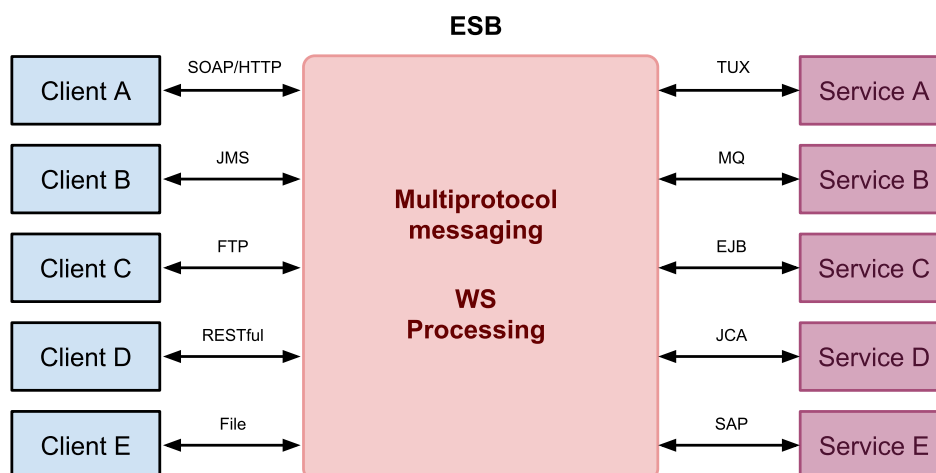 ESB
Client A
SOAP/HTTP
TUX
Service A
Client B
JMS
MQ
Service B
Multiprotocol
messaging
Client C
FTP
EJB
Service C
WS
Processing
Client D
RESTful
JCA
Service D
Client E
File
SAP
Service E